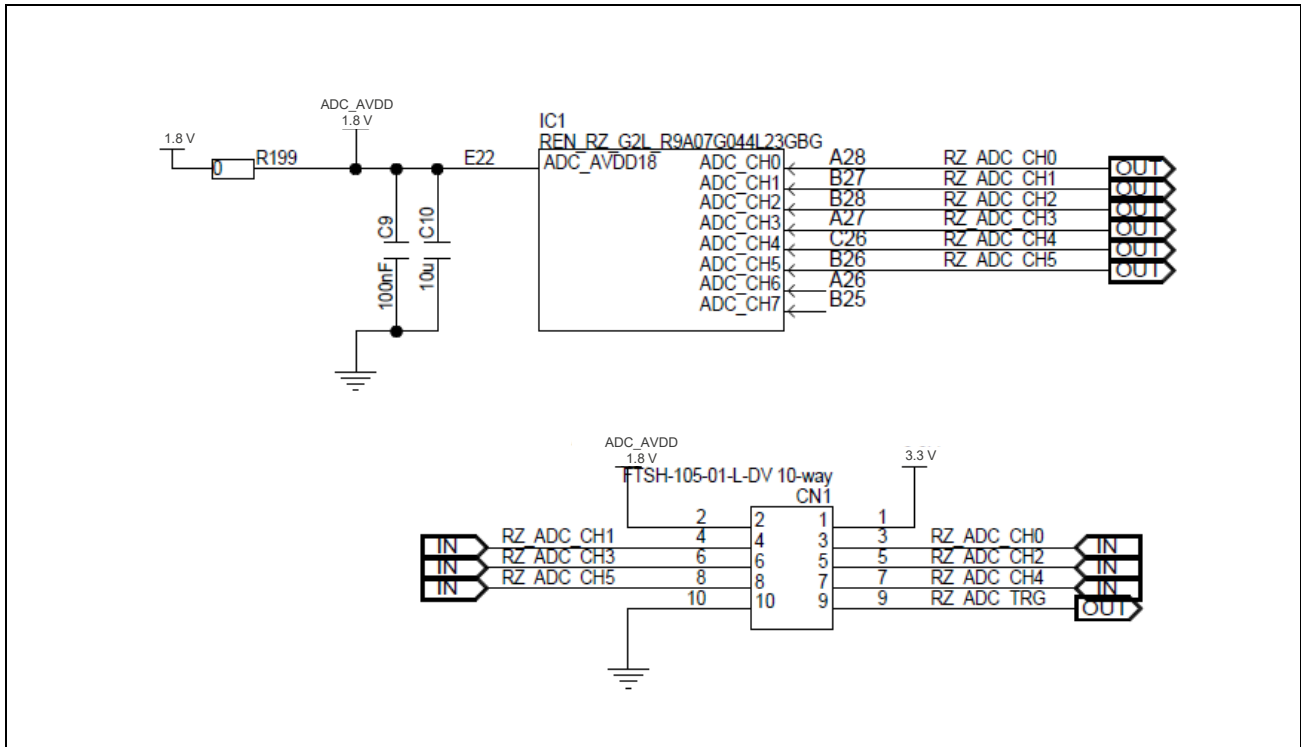 ADC_AVDD
1.8 V
1.8 V
R199
0
E22
C9
100nF
C10
10u
IC1
REN_RZ_G2L_R9A07G044L23GBG
ADC_AVDD18
ADC_CH0 A28 RZ_ADC_CH0 OUT
ADC_CH1 B27 RZ_ADC_CH1 OUT
ADC_CH2 B28 RZ_ADC_CH2 OUT
ADC_CH3 A27 RZ_ADC_CH3 OUT
ADC_CH4 C26 RZ_ADC_CH4 OUT
ADC_CH5 B26 RZ_ADC_CH5 OUT
ADC_CH6 A26
ADC_CH7 B25
ADC_AVDD
1.8 V
3.3 V
FTSH-105-01-L-DV 10-way
CN1
2 2 1 1
IN RZ_ADC_CH1 4 4 3 3 RZ_ADC_CH0 IN
IN RZ_ADC_CH3 6 6 5 5 RZ_ADC_CH2 IN
IN RZ_ADC_CH5 8 8 7 7 RZ_ADC_CH4 IN
10 10 9 9 RZ_ADC_TRG OUT